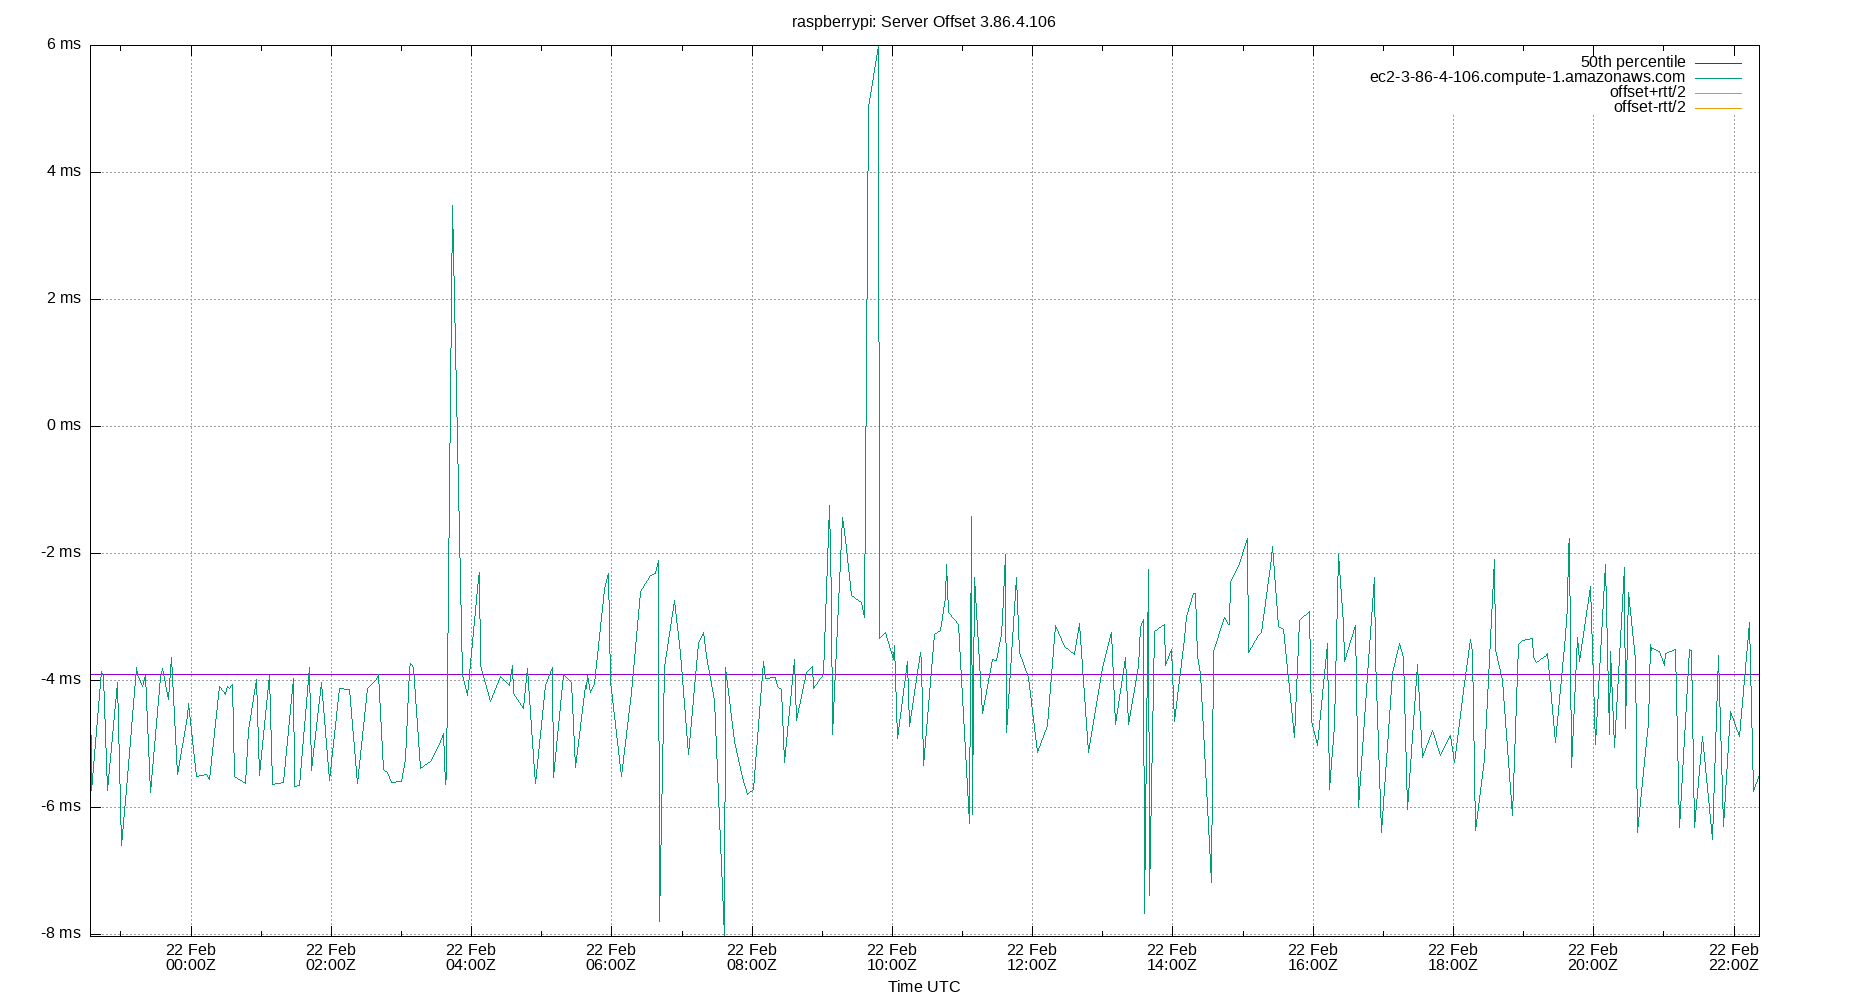 raspberrypi: Server Offset 3.86.4.106
6 ms
4 ms
2 ms
0 ms
-2 ms
-4 ms
-6 ms
-8 ms
50th percentile
ec2-3-86-4-106.compute-1.amazonaws.com
offset+rtt/2
offset-rtt/2
22 Feb 22 Feb 22 Feb 22 Feb 22 Feb 22 Feb 22 Feb 22 Feb 22 Feb 22 Feb 22 Feb 22 Feb
00:00Z 02:00Z 04:00Z 06:00Z 08:00Z 10:00Z 12:00Z 14:00Z 16:00Z 18:00Z 20:00Z 22:00Z
Time UTC